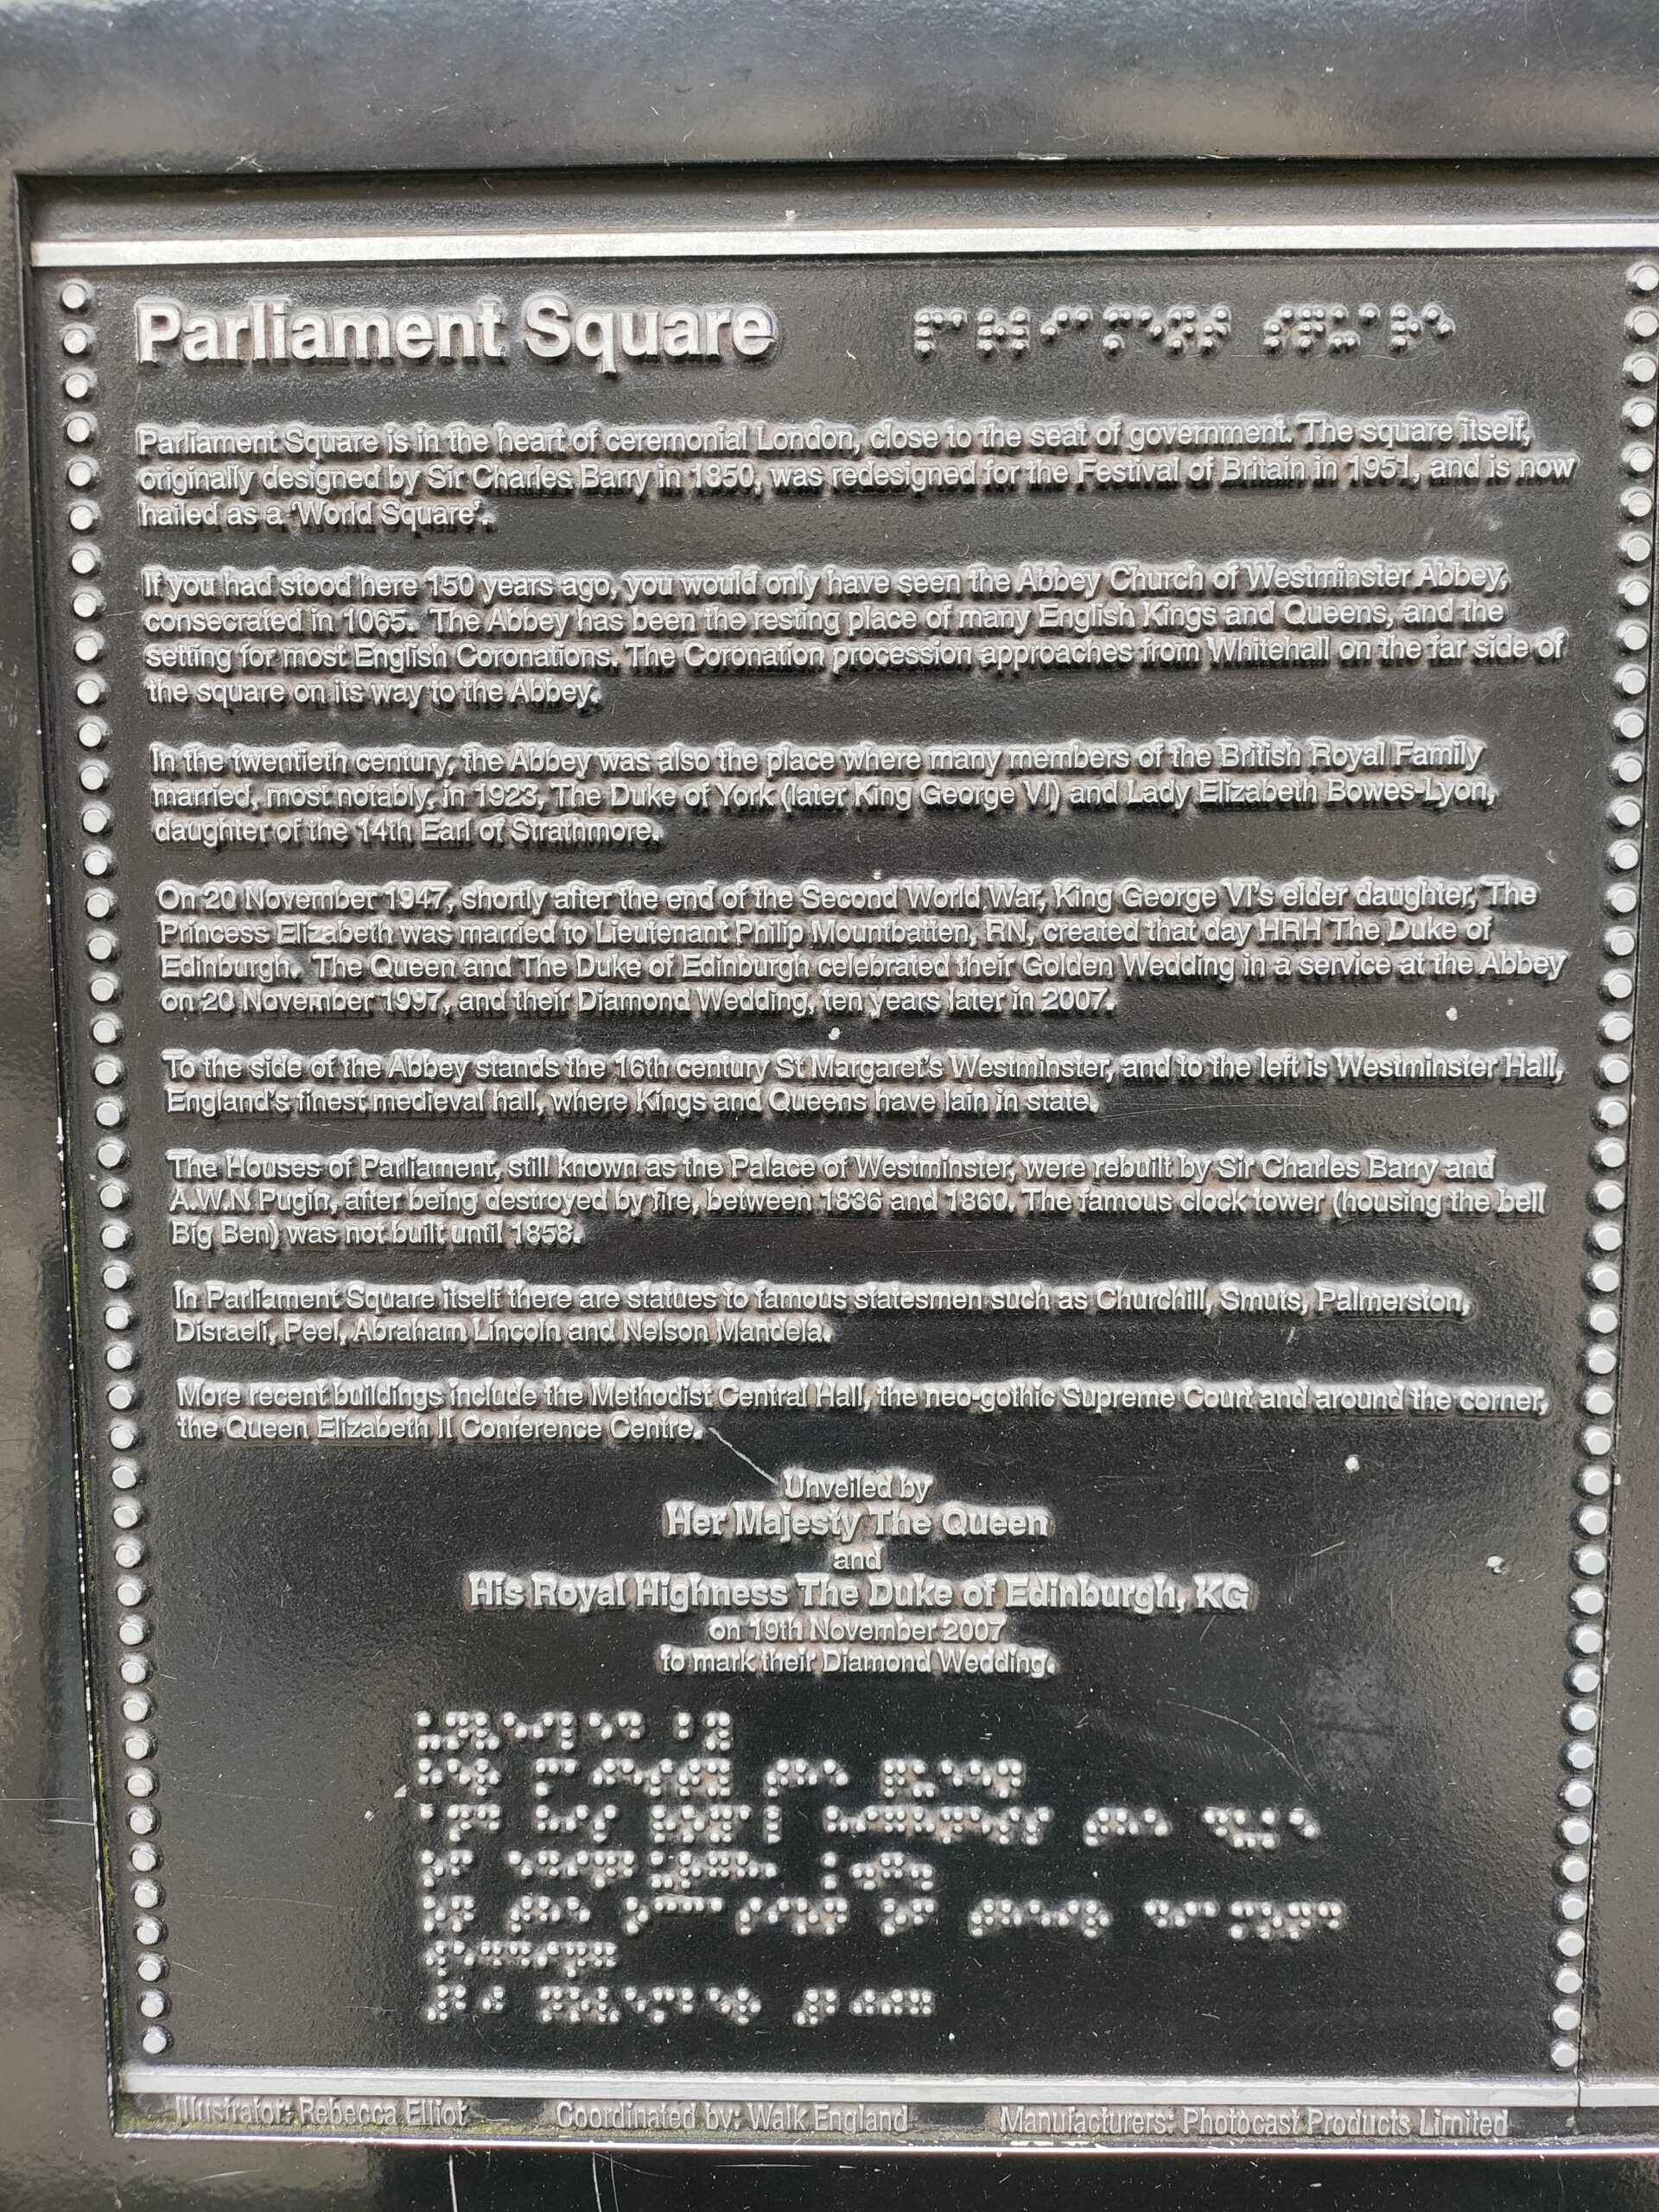 Parliament Square
Parliament Square is in the heart of ceremonial London, close to the seat of government. The square itself,
originally designed by Sir Charles Barry in 1850, was redesigned for the Festival of Britain in 1951, and is now
hailed as a 'World Square'.
If you had stood here 150 years ago, you would only have seen the Abbey Church of Westminster Abbey,
consecrated in 1065. The Abbey has been the resting place of many English Kings and Queens, and the
setting for most English Coronations. The Coronation procession approaches from Whitehall on the far side of
the square on its way to the Abbey.
In the twentieth century, the Abbey was also the place where many members of the British Royal Family
married, most notably, in 1923, The Duke of York (later King George VI) and Lady Elizabeth Bowes-Lyon,
daughter of the 14th Earl of Strathmore.
On 20 November 1947, shortly after the end of the Second World War, King George VI's elder daughter, The
Princess Elizabeth was married to Lieutenant Philip Mountbatten, RN, created that day HRH The Duke of
Edinburgh. The Queen and The Duke of Edinburgh celebrated their Golden Wedding in a service at the Abbey
on 20 November 1997, and their Diamond Wedding, ten years later in 2007.
To the side of the Abbey stands the 16th century St Margaret's Westminster, and to the left is Westminster Hall,
England's finest medieval hall, where Kings and Queens have lain in state.
The Houses of Parliament, still known as the Palace of Westminster, were rebuilt by Sir Charles Barry and
A.W.N Pugin, after being destroyed by fire, between 1836 and 1860. The famous clock tower (housing the bell
Big Ben) was not built until 1858.
In Parliament Square itself there are statues to famous statesmen such as Churchill, Smuts, Palmerston,
Disraeli, Peel, Abraham Lincoln and Nelson Mandela.
More recent buildings include the Methodist Central Hall, the neo-gothic Supreme Court and around the corner,
the Queen Elizabeth II Conference Centre.
Unveiled by
Her Majesty The Queen
and
His Royal Highness The Duke of Edinburgh, KG
on 19th November 2007
to mark their Diamond Wedding.
Illustrator: Rebecca Elliot Coordinated by: Walk England Manufacturers: Photocast Products Limited